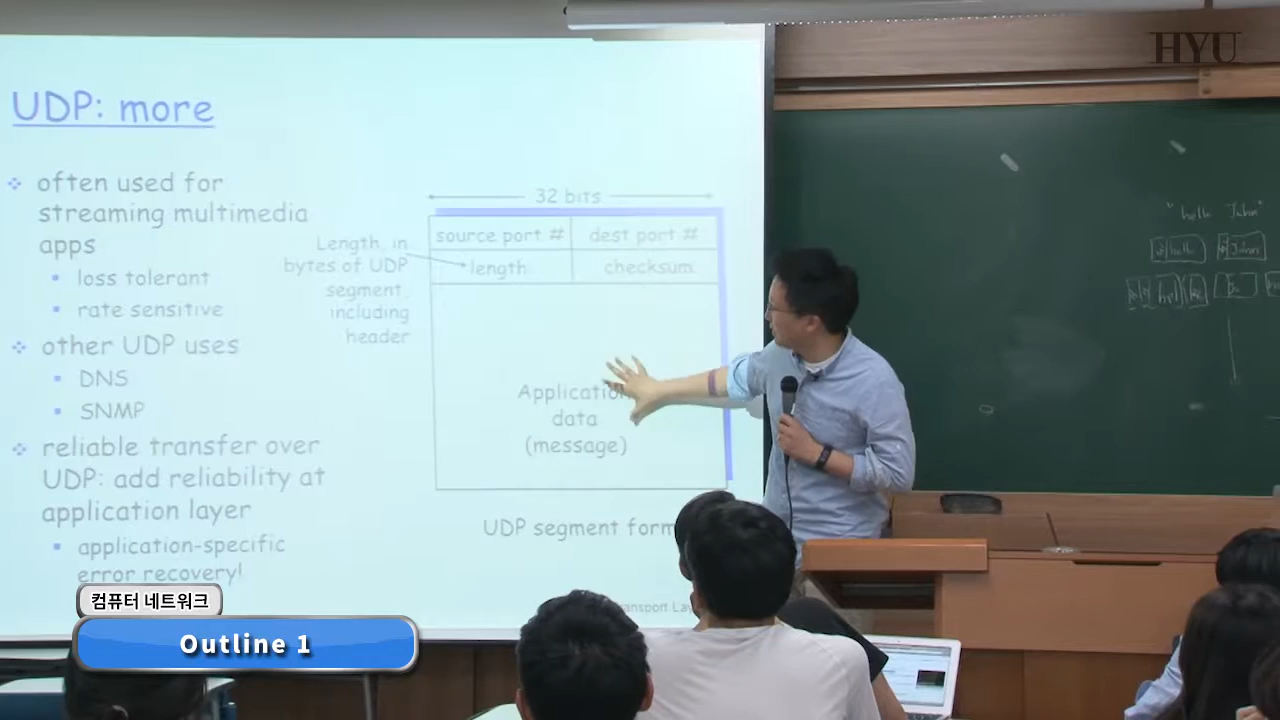 HYU
UDP: more
often used for
streaming multimedia
apps
loss tolerant
rate sensitive
other UDP uses
DNS
SNMP
reliable transfer over
UDP: add reliability at
application layer
application-specific
error recovery!
32 bits
source port #
dest port #
length
checksum
Length, in
bytes of UDP
segment,
including
header
Application
data
(message)
UDP segment form
"hello John"
컴퓨터 네트워크
Outline 1